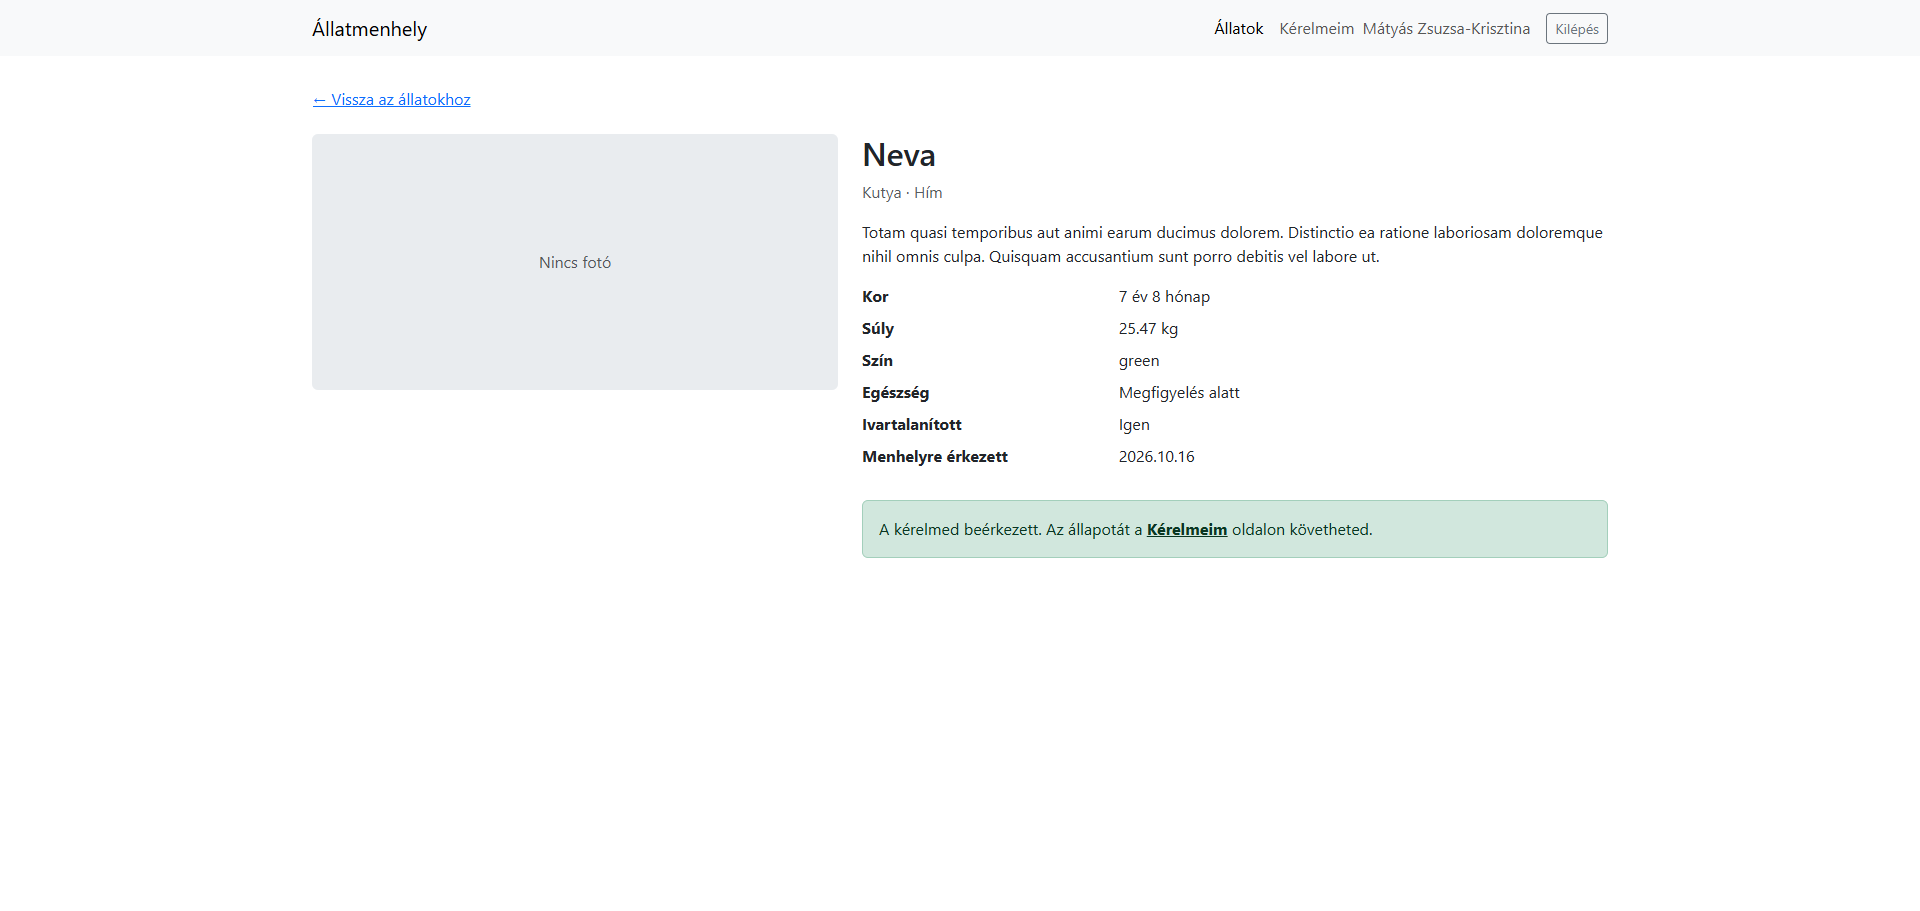 Állatmenhely
Állatok Kérelmeim Mátyás Zsuzsa-Krisztina Kilépés
← Vissza az állatokhoz
Nincs fotó
Neva
Kutya · Hím
Totam quasi temporibus aut animi earum ducimus dolorem. Distinctio ea ratione laboriosam doloremque
nihil omnis culpa. Quisquam accusantium sunt porro debitis vel labore ut.
Kor 7 év 8 hónap
Súly 25.47 kg
Szín green
Egészség Megfigyelés alatt
Ivartalanított Igen
Menhelyre érkezett 2026.10.16
A kérelmed beérkezett. Az állapotát a Kérelmeim oldalon követheted.